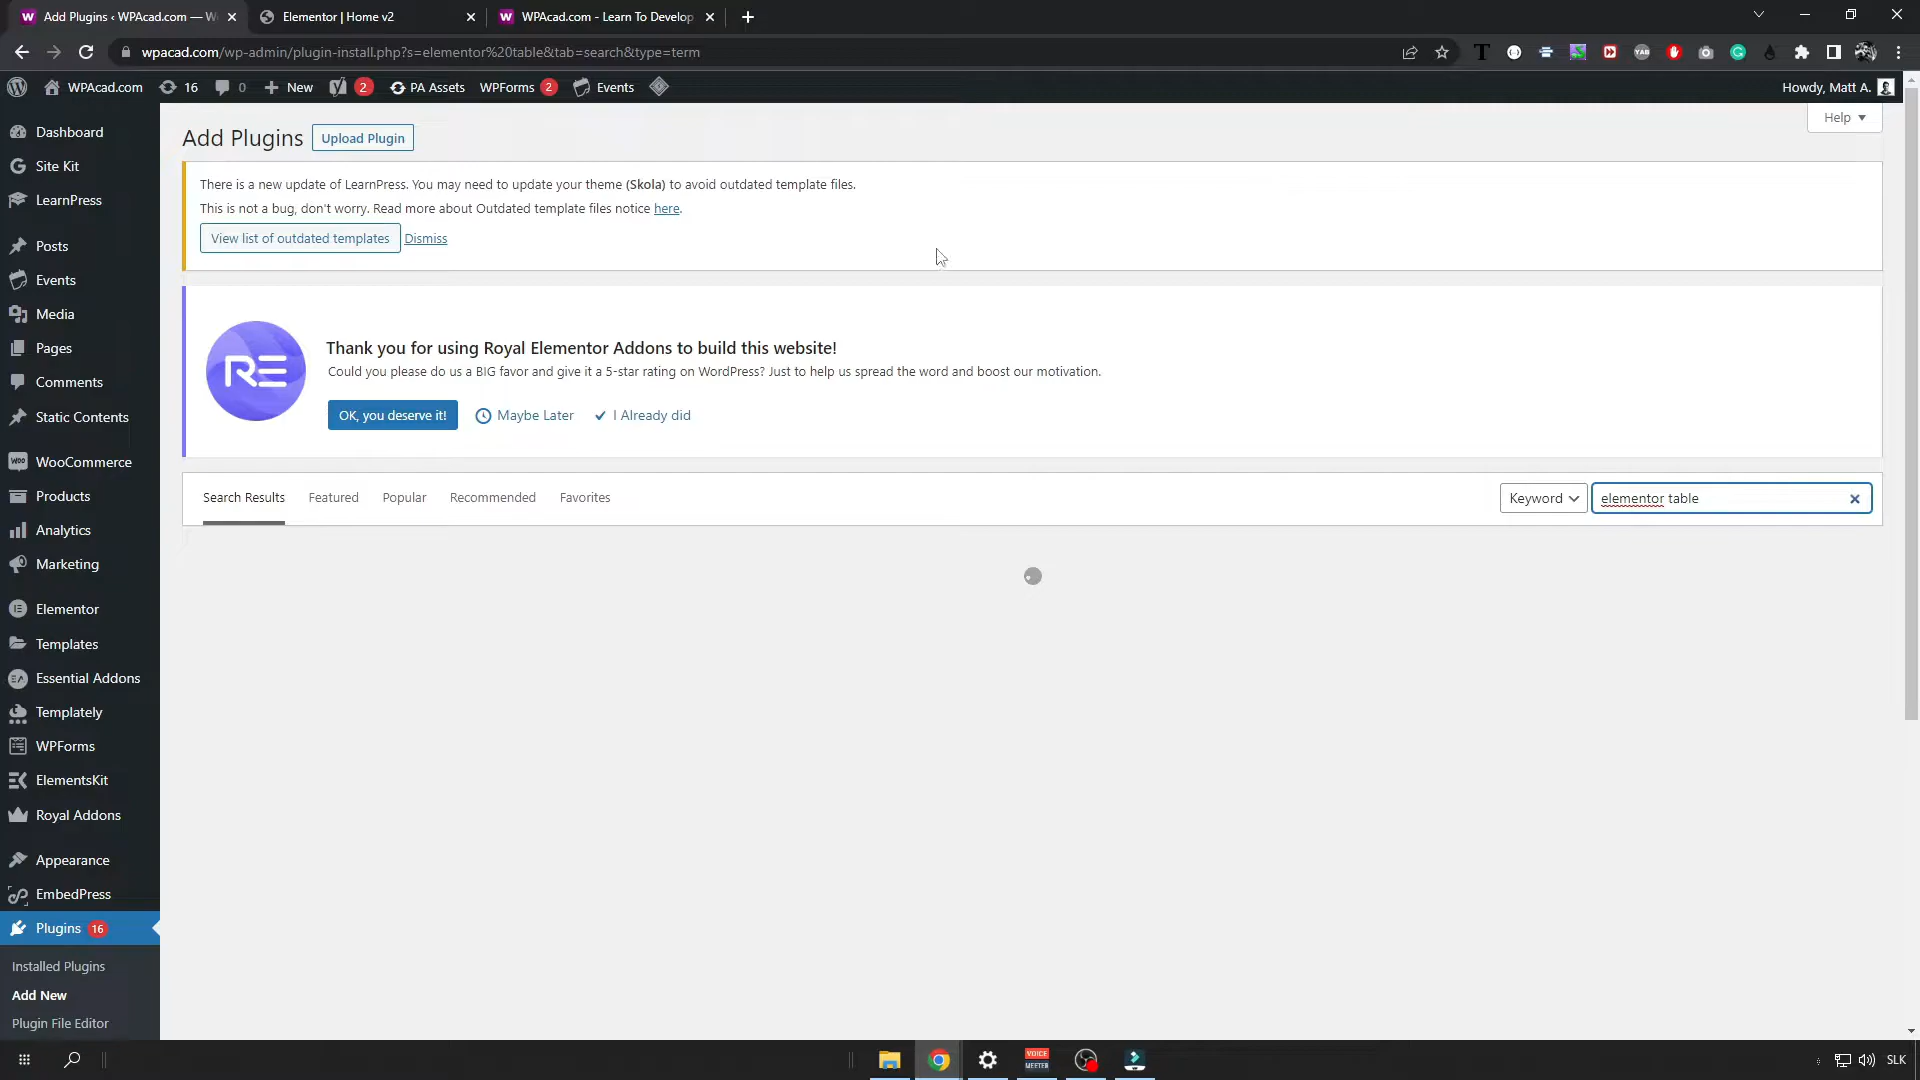 Add Plugins ‹ WPAcad.com — W
Elementor | Home v2
WPAcad.com - Learn To Develop
wpacad.com/wp-admin/plugin-install.php?s=elementor%20table&tab=search&type=term
WPAcad.com
16
0
New
2
PA Assets
WPForms 2
Events
Howdy, Matt A.
Dashboard
Site Kit
LearnPress
Posts
Events
Media
Pages
Comments
Static Contents
WooCommerce
Products
Analytics
Marketing
Elementor
Templates
Essential Addons
Templately
WPForms
ElementsKit
Royal Addons
Appearance
EmbedPress
Plugins 16
Installed Plugins
Add New
Plugin File Editor
Add Plugins
Upload Plugin
Help
There is a new update of LearnPress. You may need to update your theme (Skola) to avoid outdated template files.
This is not a bug, don't worry. Read more about Outdated template files notice here.
View list of outdated templates
Dismiss
RE
Thank you for using Royal Elementor Addons to build this website!
Could you please do us a BIG favor and give it a 5-star rating on WordPress? Just to help us spread the word and boost our motivation.
OK, you deserve it!
Maybe Later
I Already did
Search Results
Featured
Popular
Recommended
Favorites
Keyword
elementor table
VOICE
MEETER
SLK